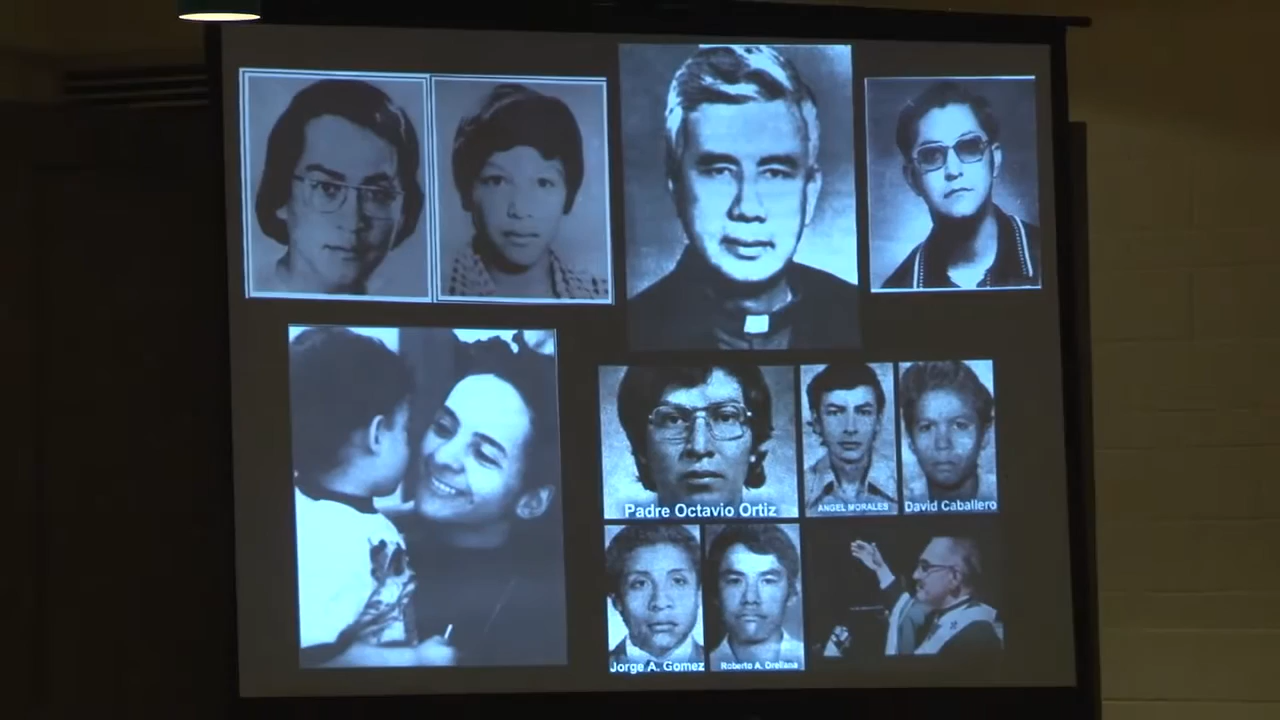 Padre Octavio Ortiz
ANGEL MORALES
David Caballero
Jorge A. Gomez
Roberto A. Orellana